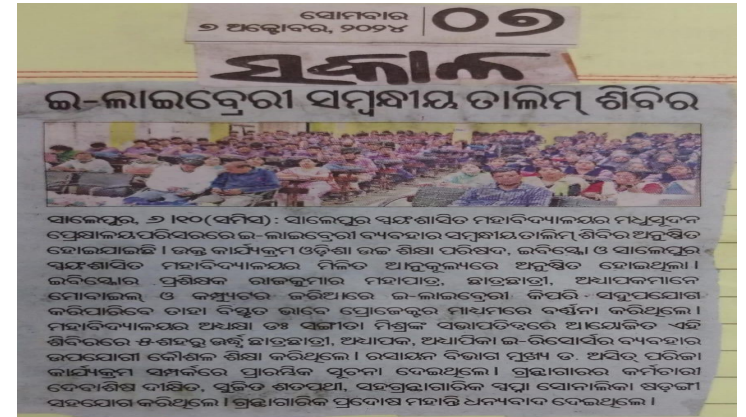 ସୋମବାର
୭ ଅକ୍ଟୋବର, ୨୦୨୪
୦୭
ସକାଳ
ଇ-ଲାଇବ୍ରେରୀ ସମ୍ବନ୍ଧୀୟ ତାଲିମ୍ ଶିବିର
ସାଲେପୁର, ୬।୧୦(ସମିସ): ସାଲେପୁର ସ୍ୱୟଂଶାସିତ ମହାବିଦ୍ୟାଳୟର ମଧୁସୂଦନ
ପ୍ରେକ୍ଷାଳୟ ପରିସରରେ ଇ-ଲାଇବ୍ରେରୀ ବ୍ୟବହାର ସମ୍ବନ୍ଧୀୟ ତାଲିମ୍ ଶିବିର ଅନୁଷ୍ଠିତ
ହୋଇଯାଇଛି । ଉକ୍ତ କାର୍ଯ୍ୟକ୍ରମ ଓଡ଼ିଶା ଉଚ୍ଚ ଶିକ୍ଷା ପରିଷଦ, ଇବିସ୍କୋ ଓ ସାଲେପୁର
ସ୍ୱୟଂଶାସିତ ମହାବିଦ୍ୟାଳୟର ମିଳିତ ଆନୁକୂଲ୍ୟରେ ଅନୁଷ୍ଠିତ ହୋଇଥିଲା ।
ଇବିସ୍କୋର ପ୍ରଶିକ୍ଷକ ରାଜକୁମାର ମହାପାତ୍ର, ଛାତ୍ରଛାତ୍ରୀ, ଅଧ୍ୟାପକମାନେ
ମୋବାଇଲ୍ ଓ କମ୍ପ୍ୟୁଟର ଜରିଆରେ ଇ-ଲାଇବ୍ରେରୀ କିପରି ସଦୁପଯୋଗ
କରିପାରିବେ ତାହା ବିସ୍ତୃତ ଭାବେ ପ୍ରୋଜେକ୍ଟର ମାଧ୍ୟମରେ ବର୍ଣ୍ଣନା କରିଥିଲେ ।
ମହାବିଦ୍ୟାଳୟର ଅଧ୍ୟକ୍ଷା ଡଃ ସଙ୍ଗୀତା ମିଶ୍ରଙ୍କ ସଭାପତିତ୍ୱରେ ଆୟୋଜିତ ଏହି
ଶିବିରରେ ୫ଶହରୁ ଊର୍ଦ୍ଧ୍ୱ ଛାତ୍ରଛାତ୍ରୀ, ଅଧ୍ୟାପକ, ଅଧ୍ୟାପିକା ଇ-ରିସୋର୍ସର ବ୍ୟବହାର
ଉପଯୋଗୀ କୌଶଳ ଶିକ୍ଷା କରିଥିଲେ । ରସାୟନ ବିଭାଗ ମୁଖ୍ୟ ଡ. ଅସିତ୍ ପରିଜା
କାର୍ଯ୍ୟକ୍ରମ ସମ୍ପର୍କରେ ପ୍ରାରମ୍ଭିକ ସୂଚନା ଦେଇଥିଲେ । ଗ୍ରନ୍ଥାଗାରର କର୍ମଚାରୀ
ଦେବାଶିଷ ଦୀକ୍ଷିତ, ସୁଚ୍ଚିତ ଶତପଥୀ, ସହଗ୍ରନ୍ଥାଗାରିକ ସ୍ୱପ୍ନା ସୋନାଲିକା ଷଡ଼ଙ୍ଗୀ
ସହଯୋଗ କରିଥିଲେ । ଗ୍ରନ୍ଥାଗାରିକ ପ୍ରଦୋଷ ମହାନ୍ତି ଧନ୍ୟବାଦ ଦେଇଥିଲେ ।